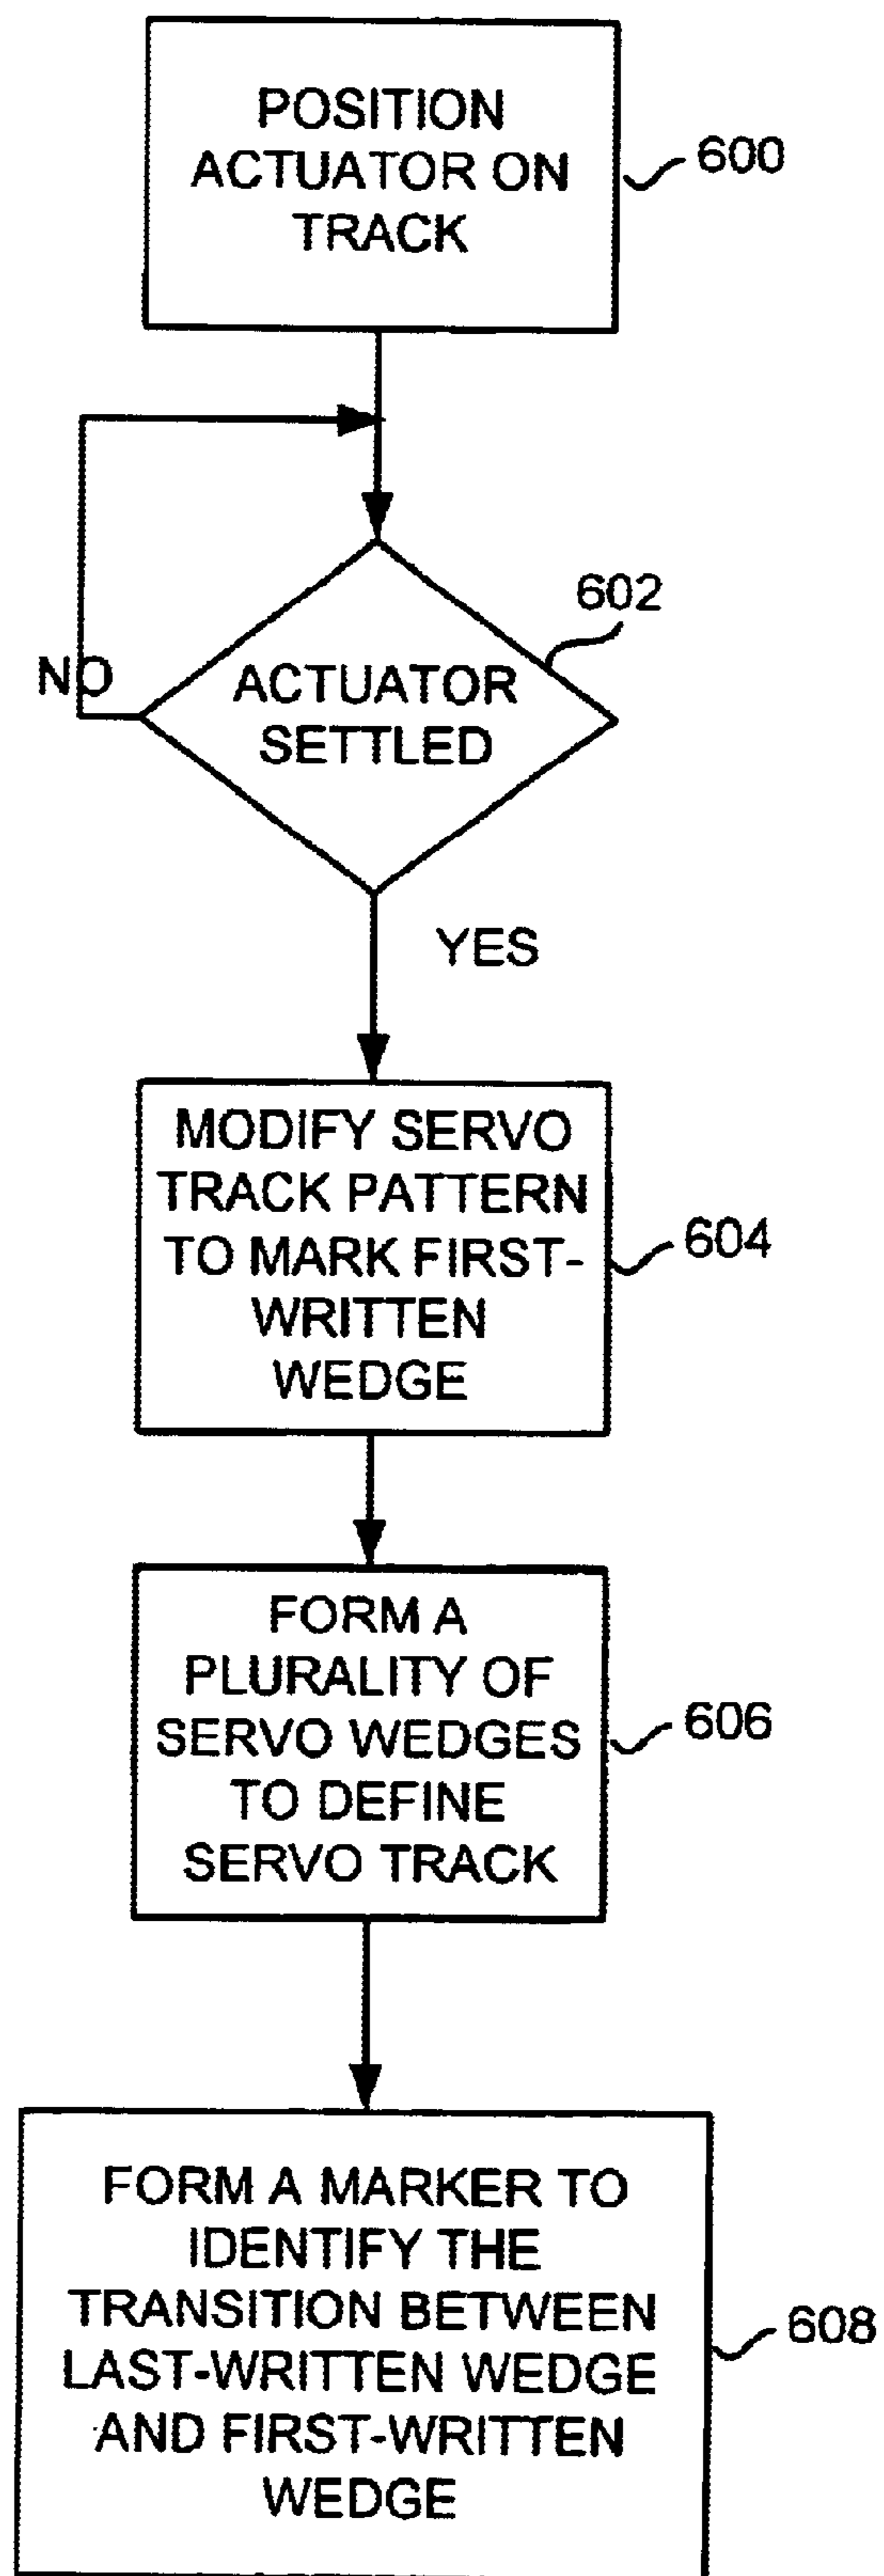 POSITION
ACTUATOR ON
TRACK
600
602
NO
ACTUATOR
SETTLED
YES
MODIFY SERVO
TRACK PATTERN
TO MARK FIRST-
WRITTEN
WEDGE
604
FORM A
PLURALITY OF
SERVO WEDGES
TO DEFINE
SERVO TRACK
606
FORM A MARKER TO
IDENTIFY THE
TRANSITION BETWEEN
LAST-WRITTEN WEDGE
AND FIRST-WRITTEN
WEDGE
608